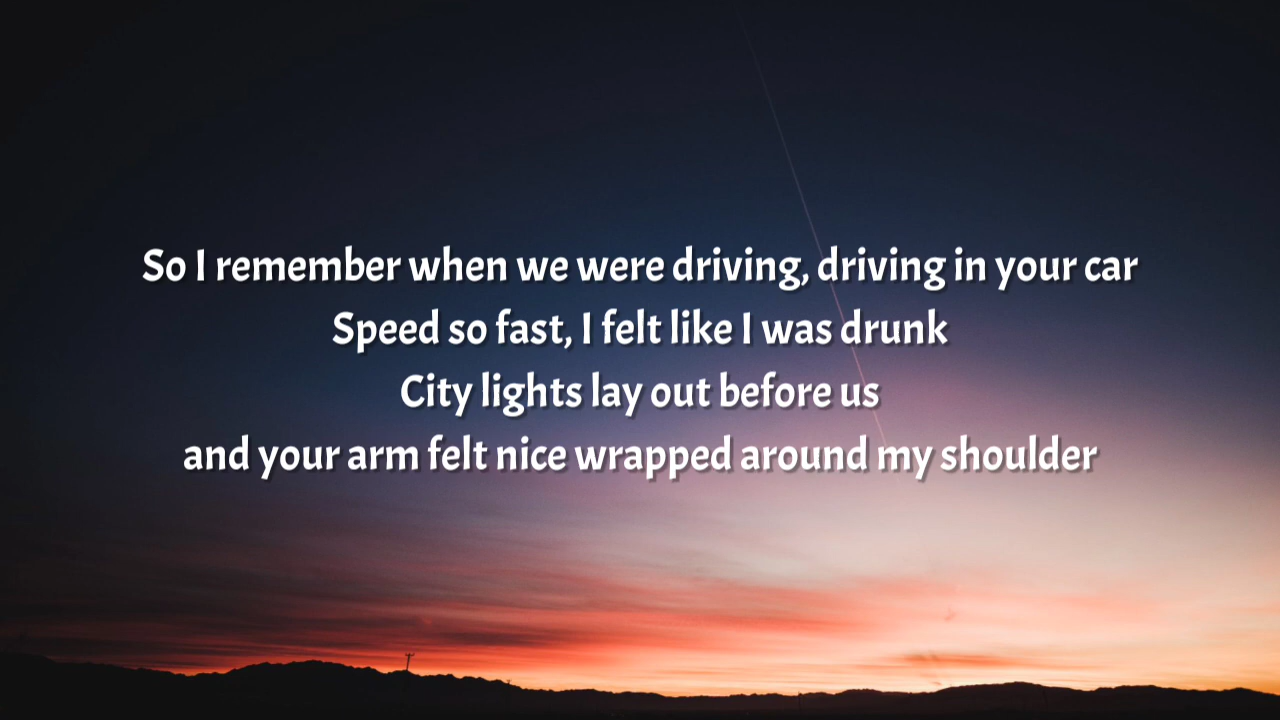 So I remember when we were driving, driving in your car
Speed so fast, I felt like I was drunk
City lights lay out before us
and your arm felt nice wrapped around my shoulder